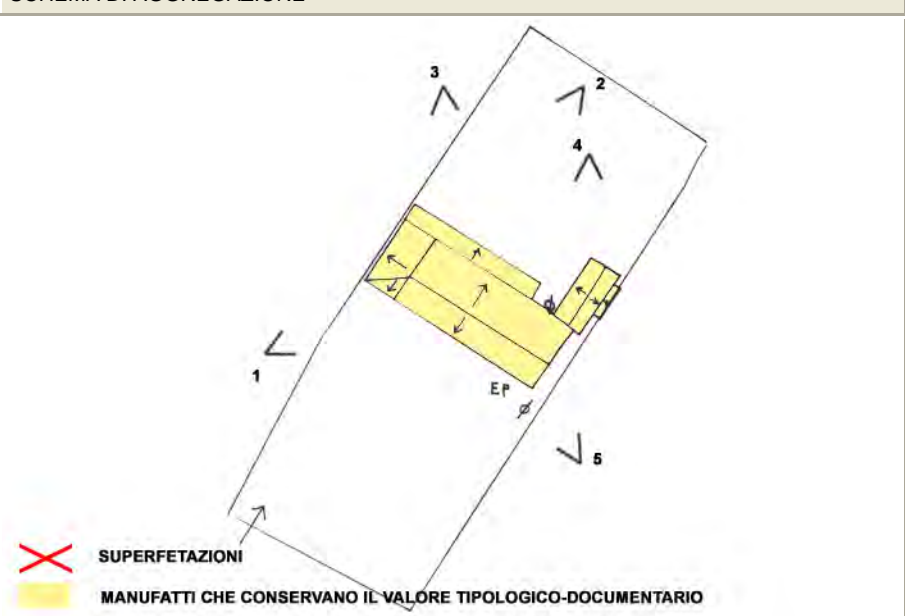 3
2
4
1
EP
5
SUPERFETAZIONI
MANUFATTI CHE CONSERVANO IL VALORE TIPOLOGICO-DOCUMENTARIO